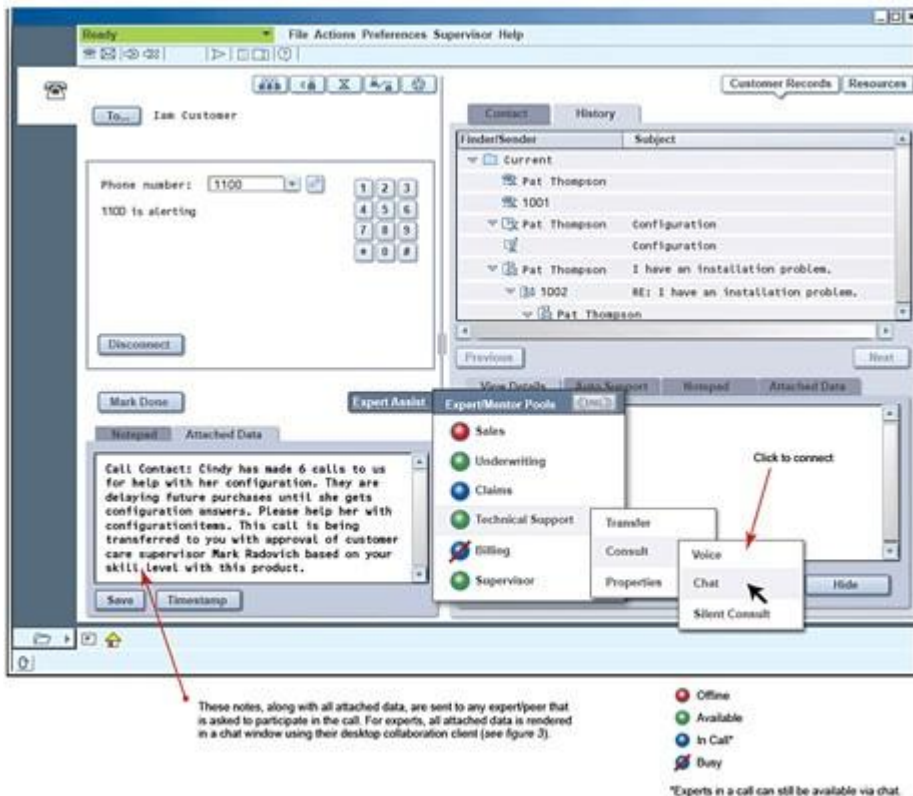 Ready
File Actions Preferences Supervisor Help
Customer Records
Resources
To...
Iam Customer
Contact
History
Finder/Sender
Subject
Current
Phone number:
1100
Pat Thompson
1 2 3
1001
1100 is alerting
4 5 6
7 8 9
* 0 #
Pat Thompson
Configuration
Configuration
Pat Thompson
I have an installation problem.
1002
RE: I have an installation problem.
Pat Thompson
Disconnect
Previous
Next
View Details
Auto Support
Notepad
Attached Data
Mark Done
Expert Assist
Expert/Mentor Pools
Notepad
Attached Data
Sales
Underwriting
Claims
Technical Support
Billing
Supervisor
Click to connect
Call Contact: Cindy has made 6 calls to us
for help with her configuration. They are
delaying future purchases until she gets
configuration answers. Please help her with
configurationitems. This call is being
transferred to you with approval of customer
care supervisor Mark Radovich based on your
skill level with this product.
Transfer
Consult
Properties
Voice
Chat
Silent Consult
Hide
Save
Timestamp
These notes, along with all attached data, are sent to any expert/peer that
is asked to participate in the call. For experts, all attached data is rendered
in a chat window using their desktop collaboration client (see figure 3).
Offline
Available
In Call*
Busy
*Experts in a call can still be available via chat.